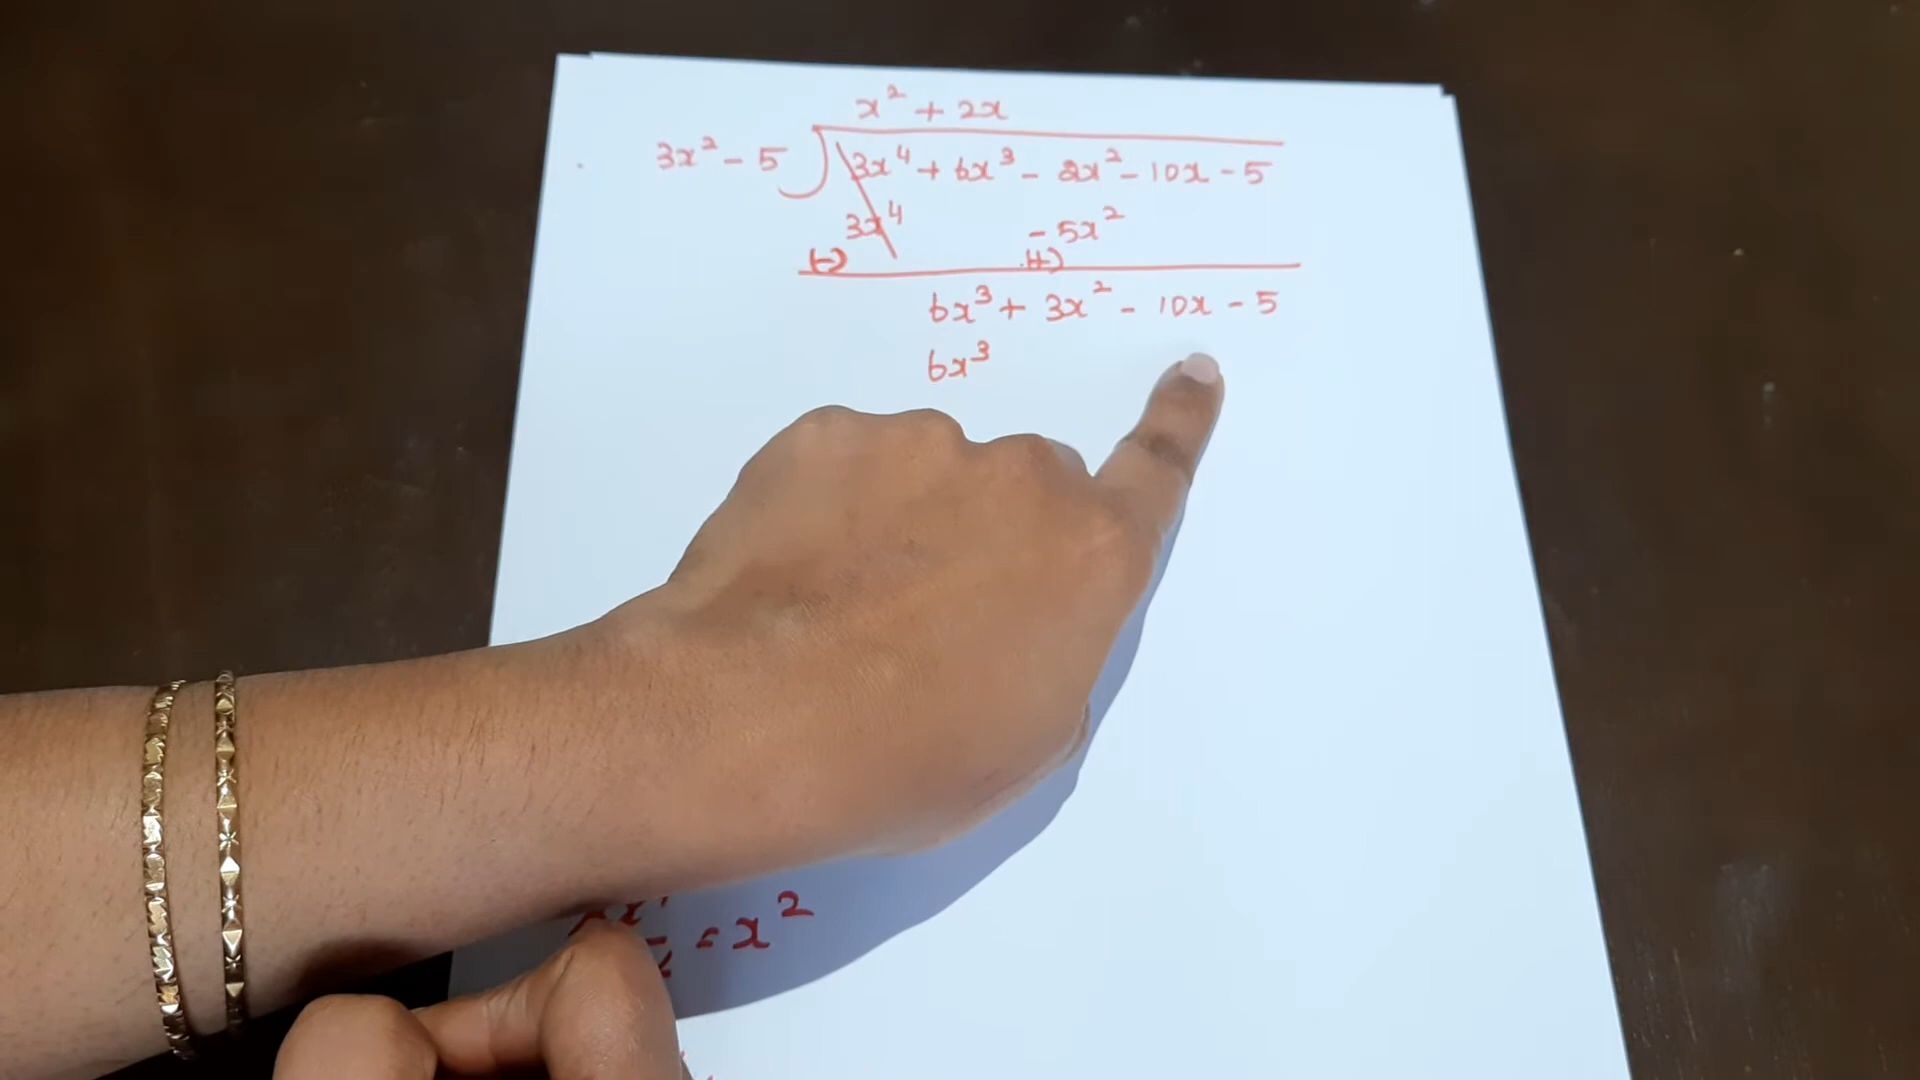 x² + 2x
3x² - 5 ) 3x⁴ + 6x³ - 2x² - 10x - 5
3x⁴ - 5x²
(-) (+)
6x³ + 3x² - 10x - 5
6x³
= x²